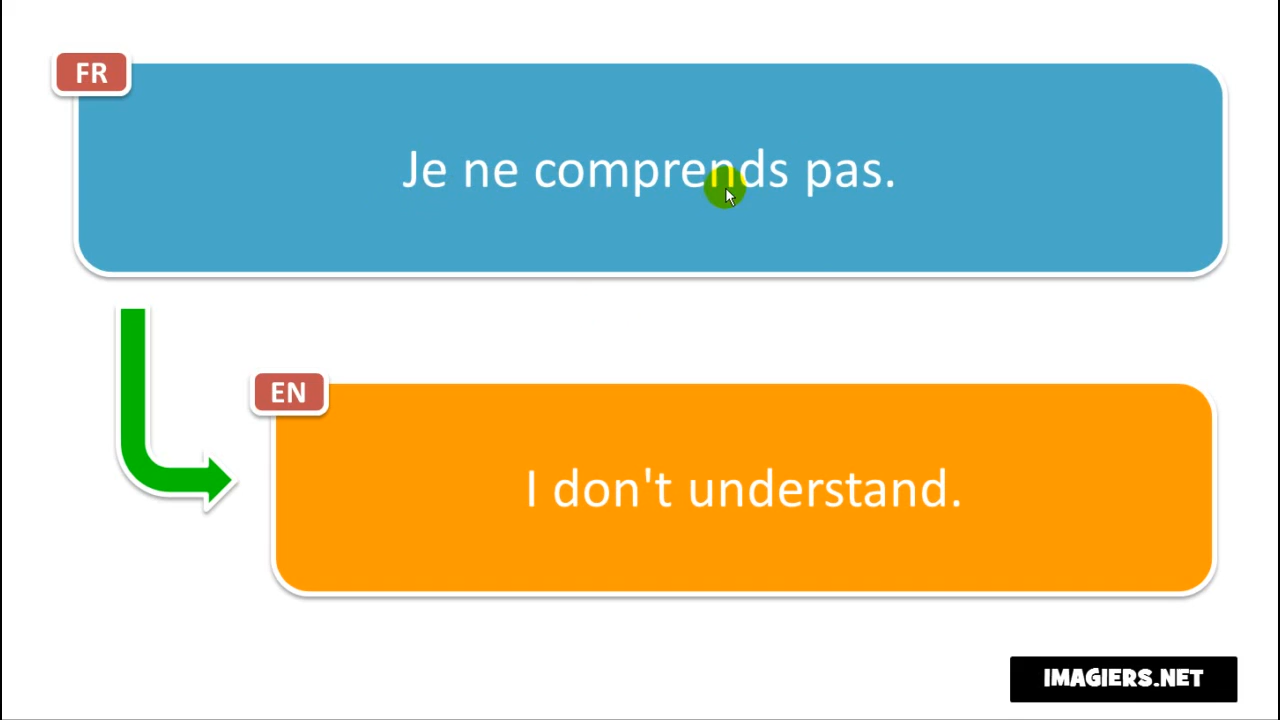 FR
Je ne comprends pas.
EN
I don't understand.
IMAGIERS.NET